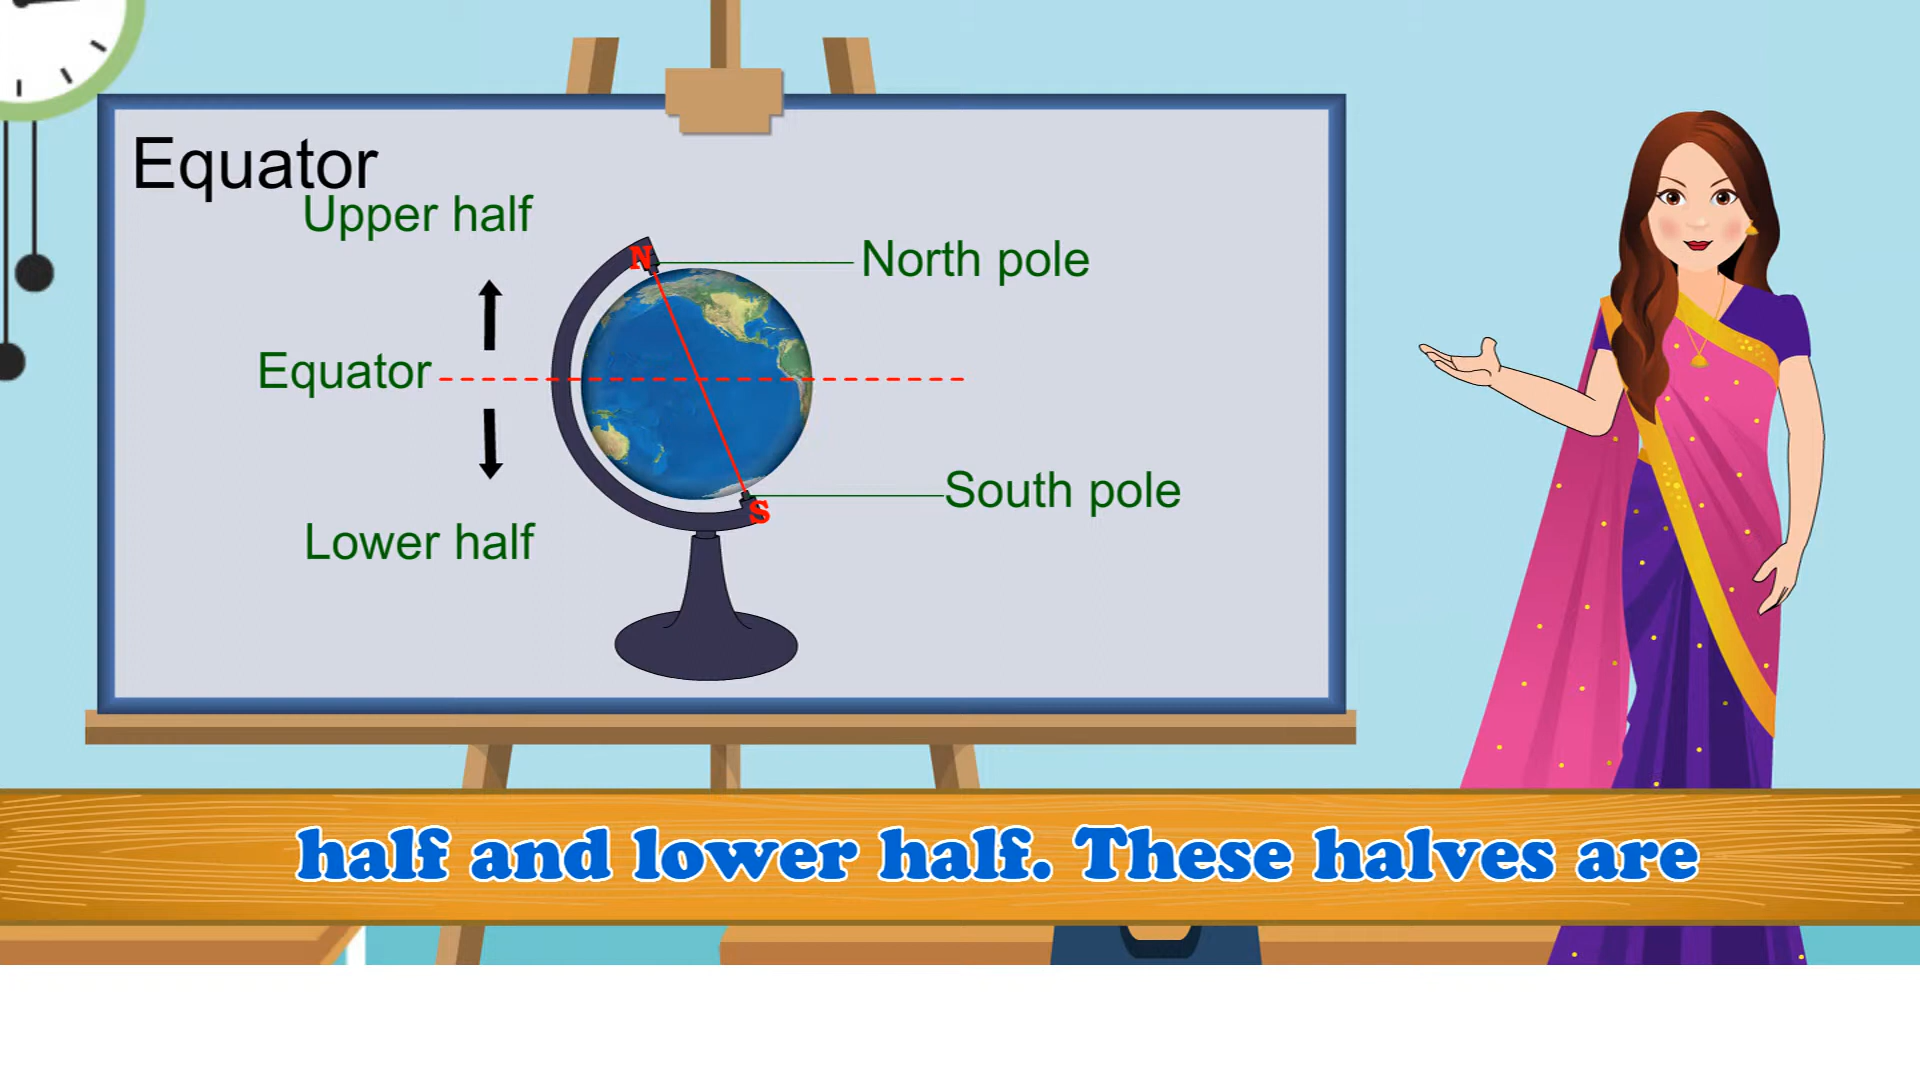 Equator
Upper half
N
North pole
Equator
South pole
S
Lower half
half and lower half. These halves are